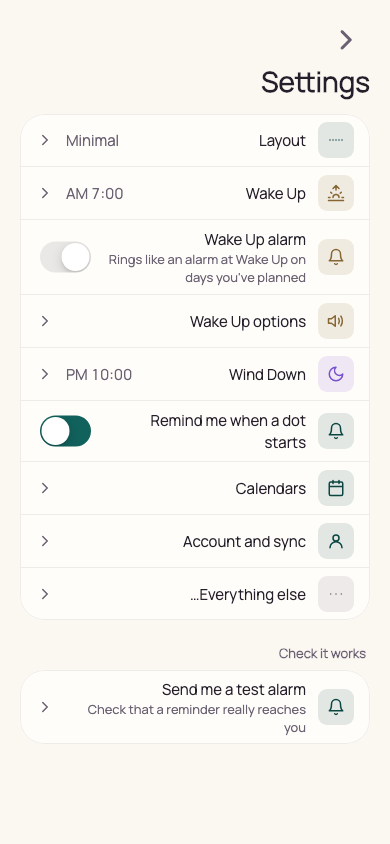 Settings
Layout
Minimal
Wake Up
AM 7:00
Wake Up alarm
Rings like an alarm at Wake Up on
days you've planned
Wake Up options
Wind Down
PM 10:00
Remind me when a dot
starts
Calendars
Account and sync
...Everything else
Check it works
Send me a test alarm
Check that a reminder really reaches
you